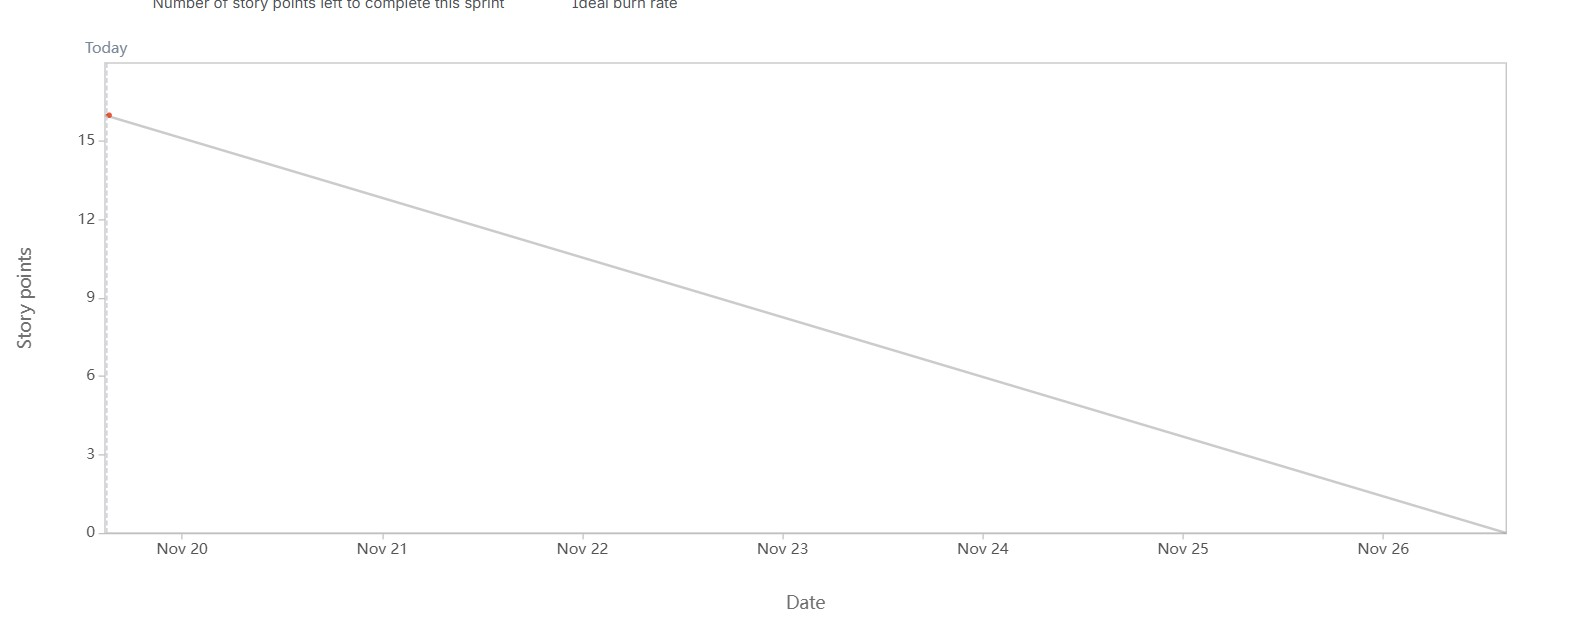 Number of story points left to complete this sprint Ideal burn rate
Today
15
12
9
6
3
0
Story points
Nov 20 Nov 21 Nov 22 Nov 23 Nov 24 Nov 25 Nov 26
Date